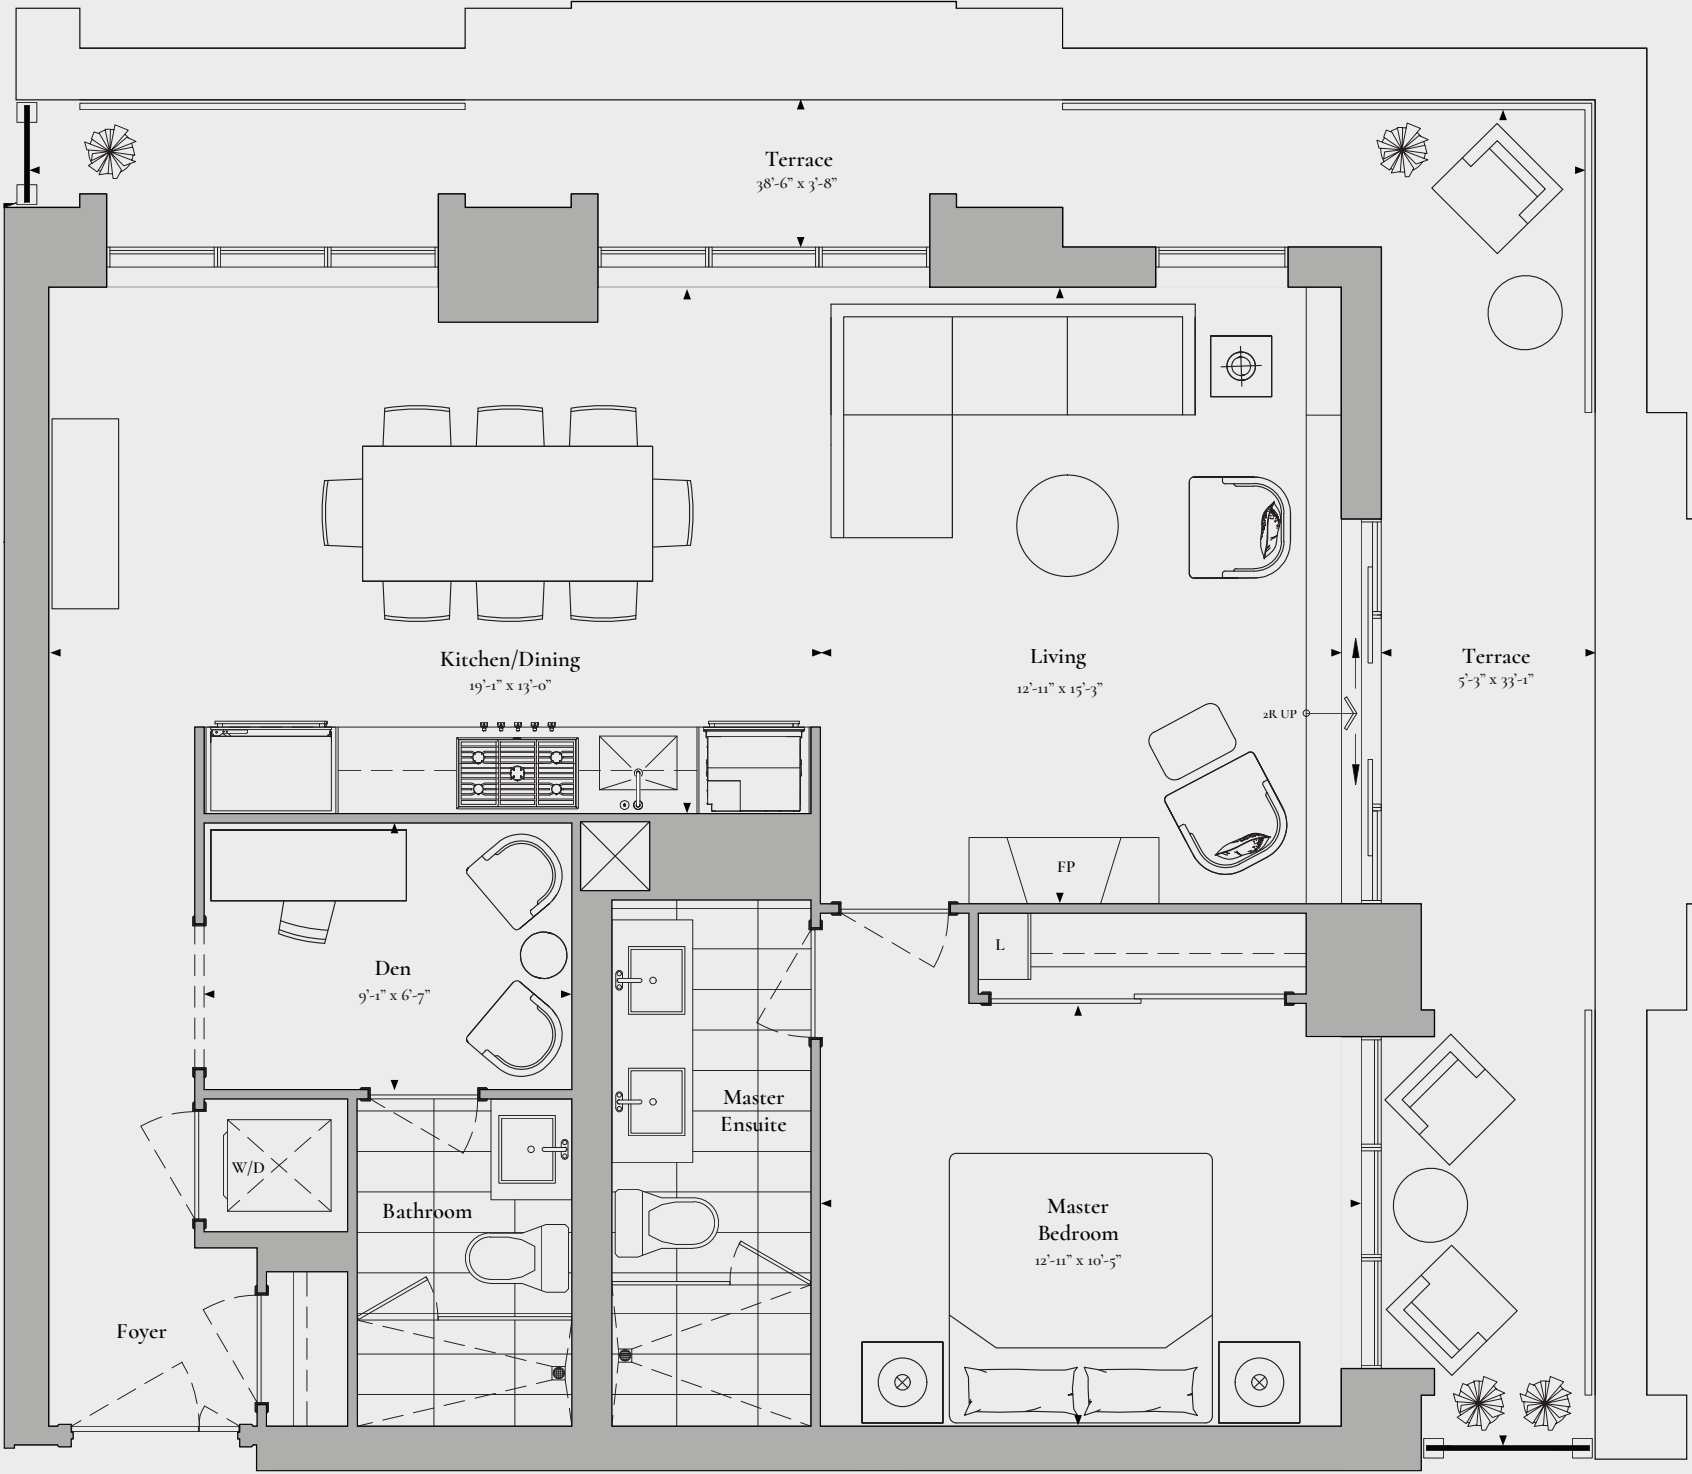 Terrace
38’-6” x 3’-8”
Kitchen/Dining
19’-1” x 13’-0”
Living
12’-11” x 15’-3”
Terrace
5’-3” x 33’-1”
2R UP
FP
L
Den
9’-1” x 6’-7”
Master
Ensuite
W/D
Bathroom
Master
Bedroom
12’-11” x 10’-5”
Foyer